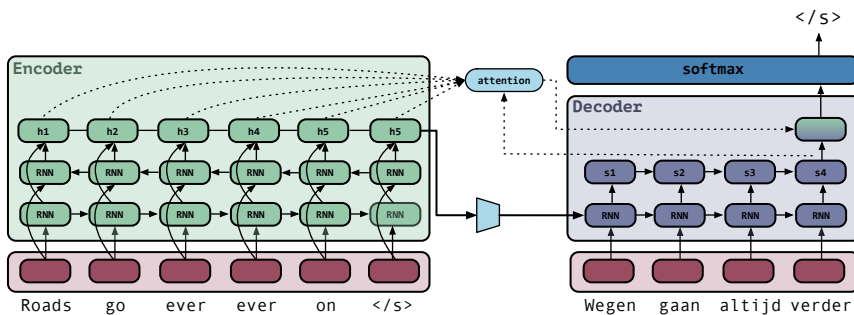 </s>
Encoder
attention
softmax
Decoder
h1 h2 h3 h4 h5 h5
RNN RNN RNN RNN RNN RNN
s1 s2 s3 s4
RNN RNN RNN RNN RNN RNN
RNN RNN RNN RNN
Roads go ever ever on </s>
Wegen gaan altijd verder